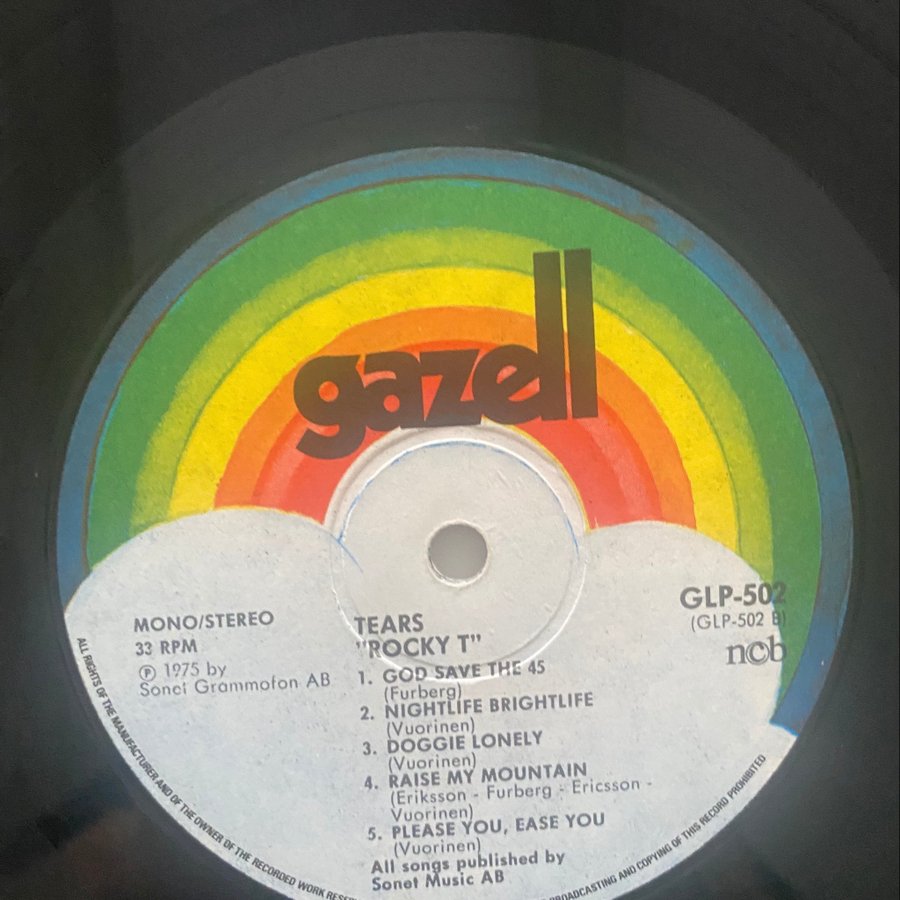 gazell
MONO/STEREO
33 RPM
Ⓟ 1975 by
Sonet Grammofon AB
GLP-502
(GLP-502 B)
ncb
TEARS
"ROCKY T"
1. GOD SAVE THE 45
(Furberg)
2. NIGHTLIFE BRIGHTLIFE
(Vuorinen)
3. DOGGIE LONELY
(Vuorinen)
4. RAISE MY MOUNTAIN
(Eriksson - Furberg - Ericsson -
Vuorinen)
5. PLEASE YOU, EASE YOU
(Vuorinen)
All songs published by
Sonet Music AB
ALL RIGHTS OF THE MANUFACTURER AND OF THE OWNER OF THE RECORDED WORK
BROADCASTING AND COPYING OF THIS RECORD PROHIBITED